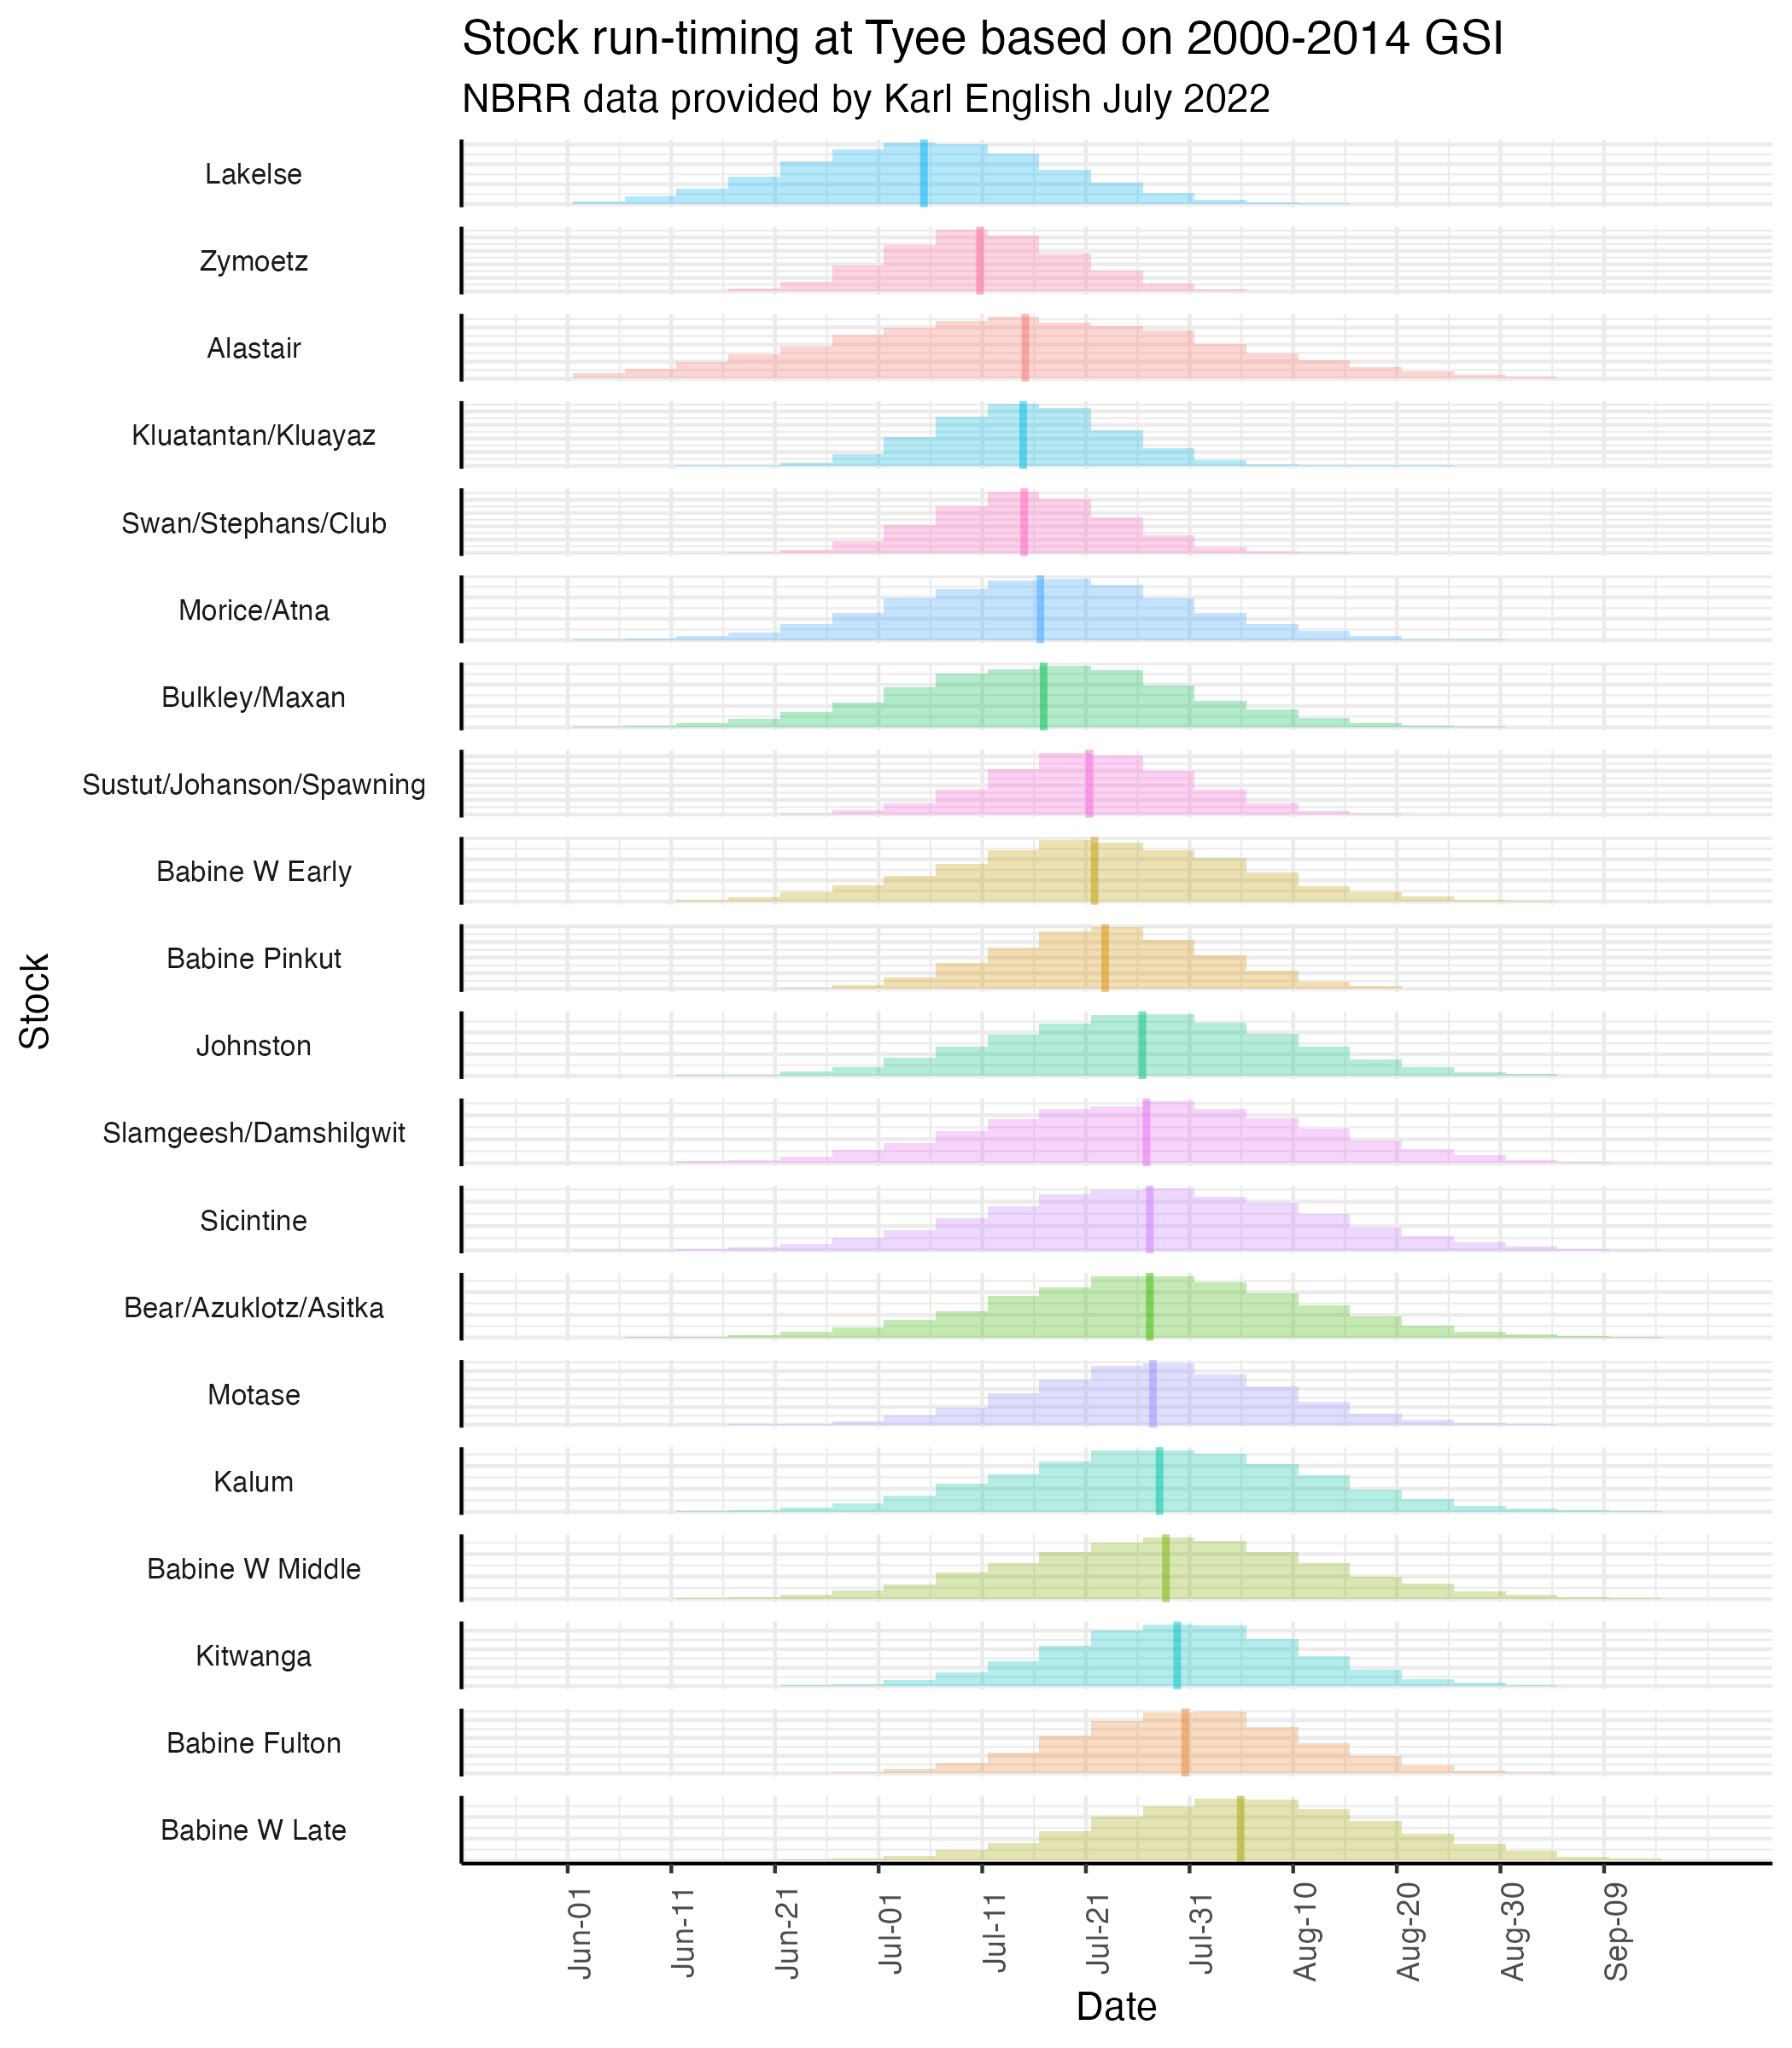 Stock run-timing at Tyee based on 2000-2014 GSI
NBRR data provided by Karl English July 2022
Lakelse
Zymoetz
Alastair
Kluatantan/Kluayaz
Swan/Stephans/Club
Morice/Atna
Bulkley/Maxan
Sustut/Johanson/Spawning
Babine W Early
Babine Pinkut
Johnston
Slamgeesh/Damshilgwit
Sicintine
Bear/Azuklotz/Asitka
Motase
Kalum
Babine W Middle
Kitwanga
Babine Fulton
Babine W Late
Stock
Jun-01
Jun-11
Jun-21
Jul-01
Jul-11
Jul-21
Jul-31
Aug-10
Aug-20
Aug-30
Sep-09
Date